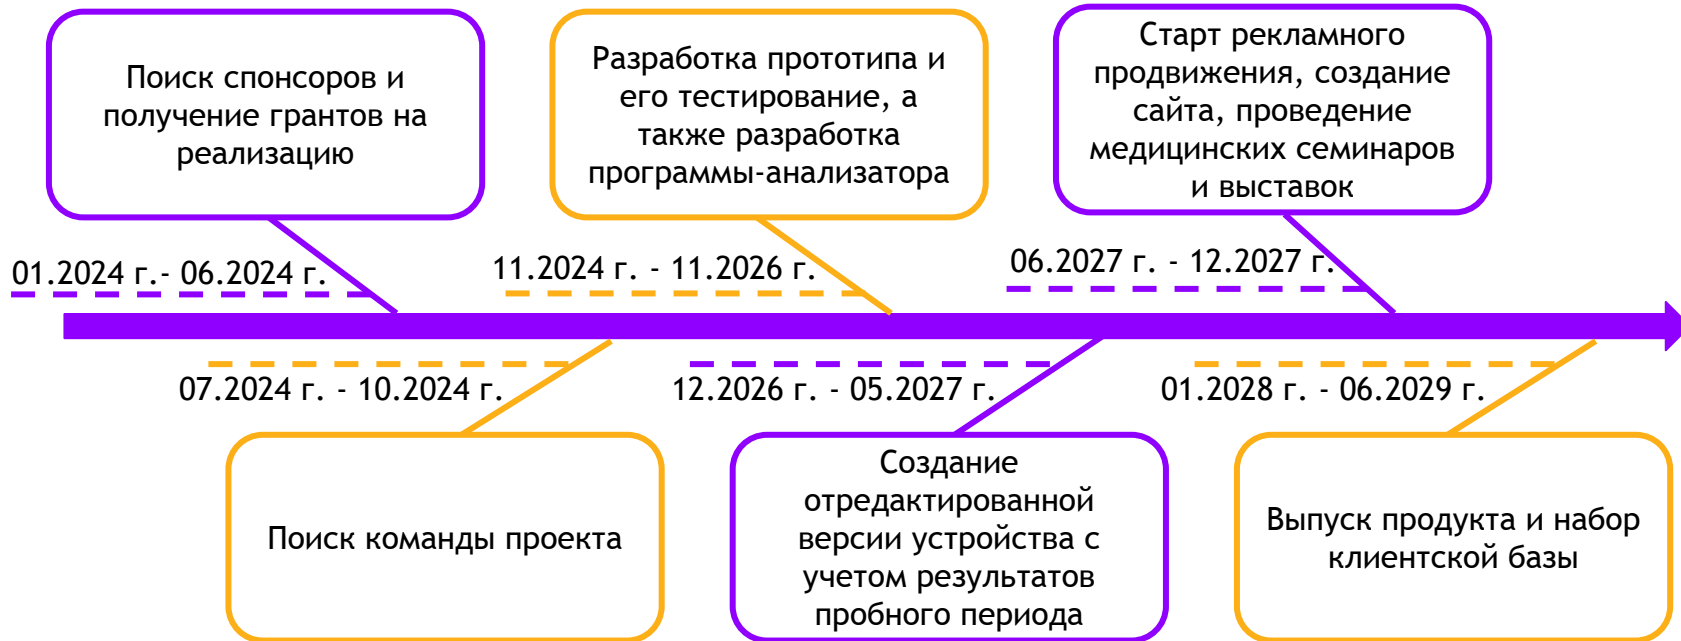 Поиск спонсоров и
получение грантов на
реализацию
Разработка прототипа и
его тестирование, а
также разработка
программы-анализатора
Старт рекламного
продвижения, создание
сайта, проведение
медицинских семинаров
и выставок
01.2024 г.- 06.2024 г.
11.2024 г. - 11.2026 г.
06.2027 г. - 12.2027 г.
07.2024 г. - 10.2024 г.
12.2026 г. - 05.2027 г.
01.2028 г. - 06.2029 г.
Поиск команды проекта
Создание
отредактированной
версии устройства с
учетом результатов
пробного периода
Выпуск продукта и набор
клиентской базы